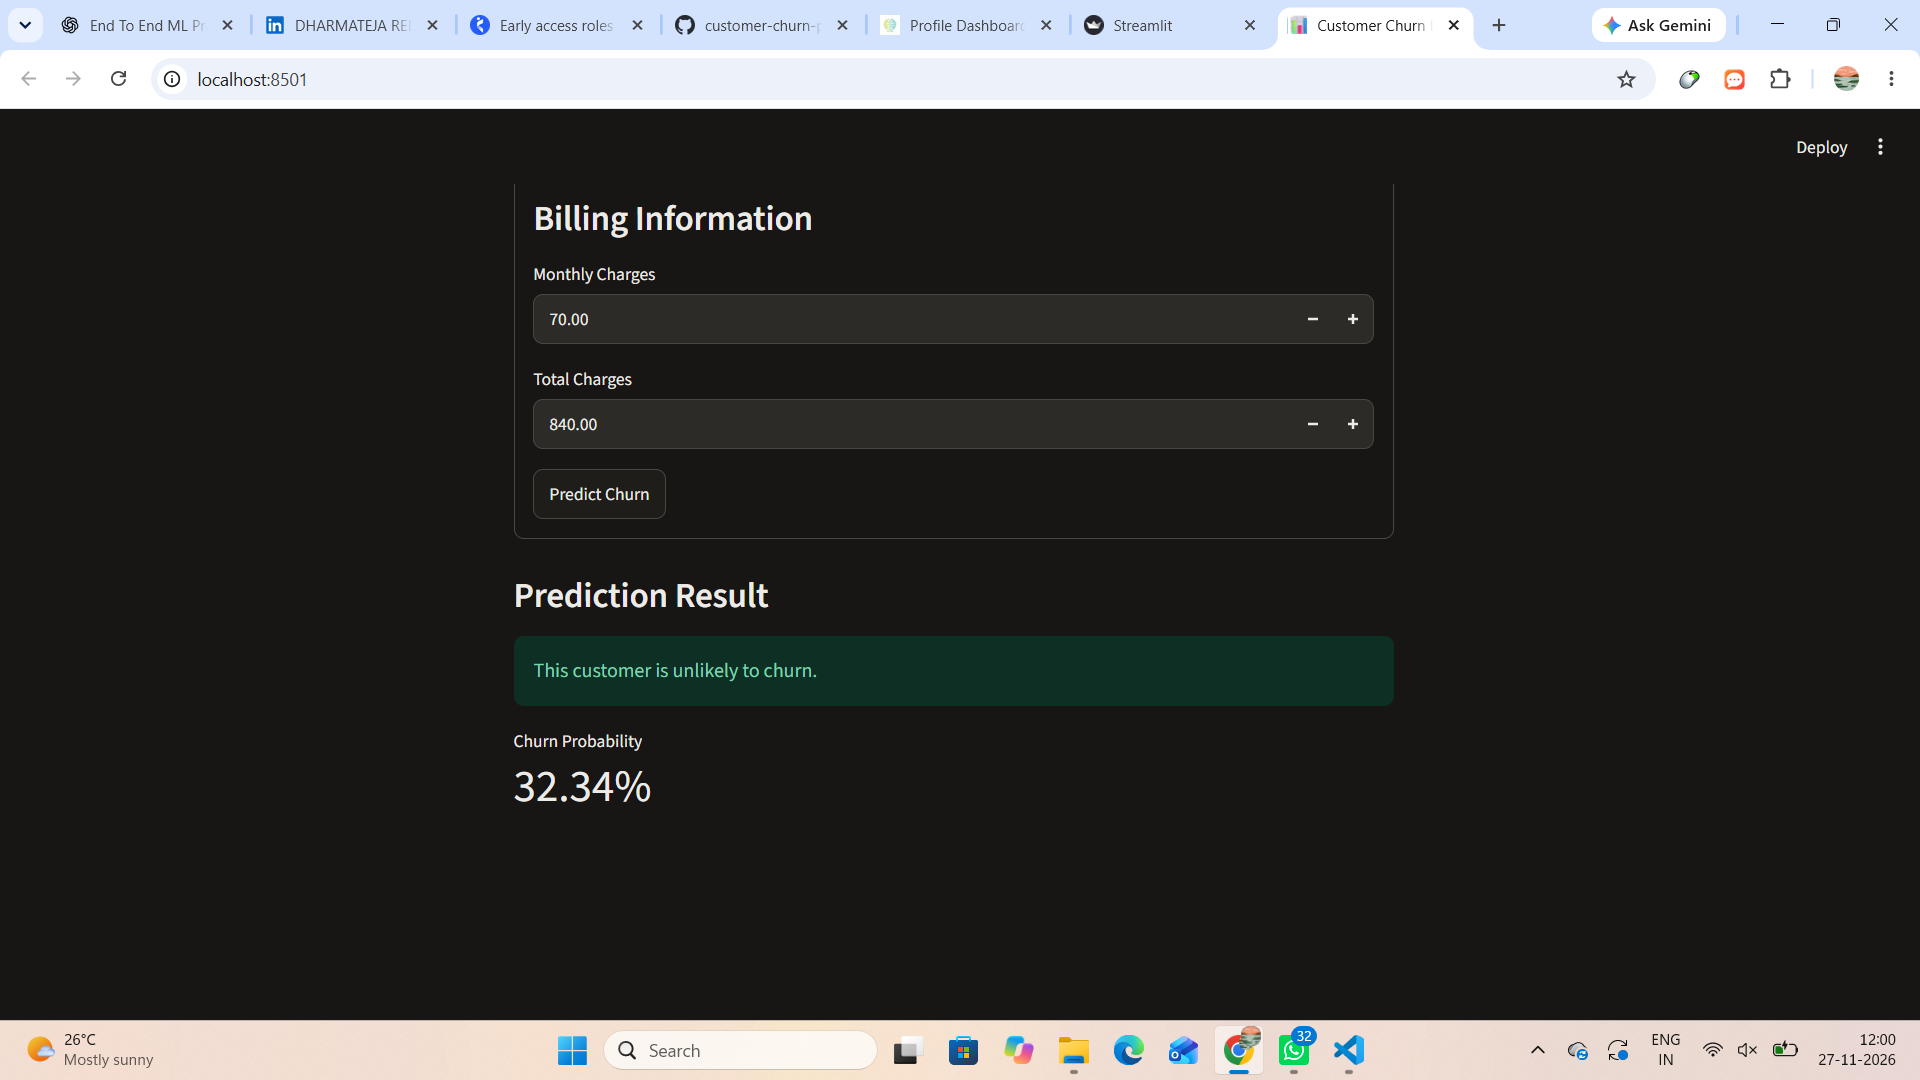 End To End ML Pr
DHARMATEJA RE
Early access roles
customer-churn-p
Profile Dashboard
Streamlit
Customer Churn
Ask Gemini
localhost:8501
Deploy
Billing Information
Monthly Charges
70.00
Total Charges
840.00
Predict Churn
Prediction Result
This customer is unlikely to churn.
Churn Probability
32.34%
26°C
Mostly sunny
Search
32
ENG
IN
12:00
27-11-2026